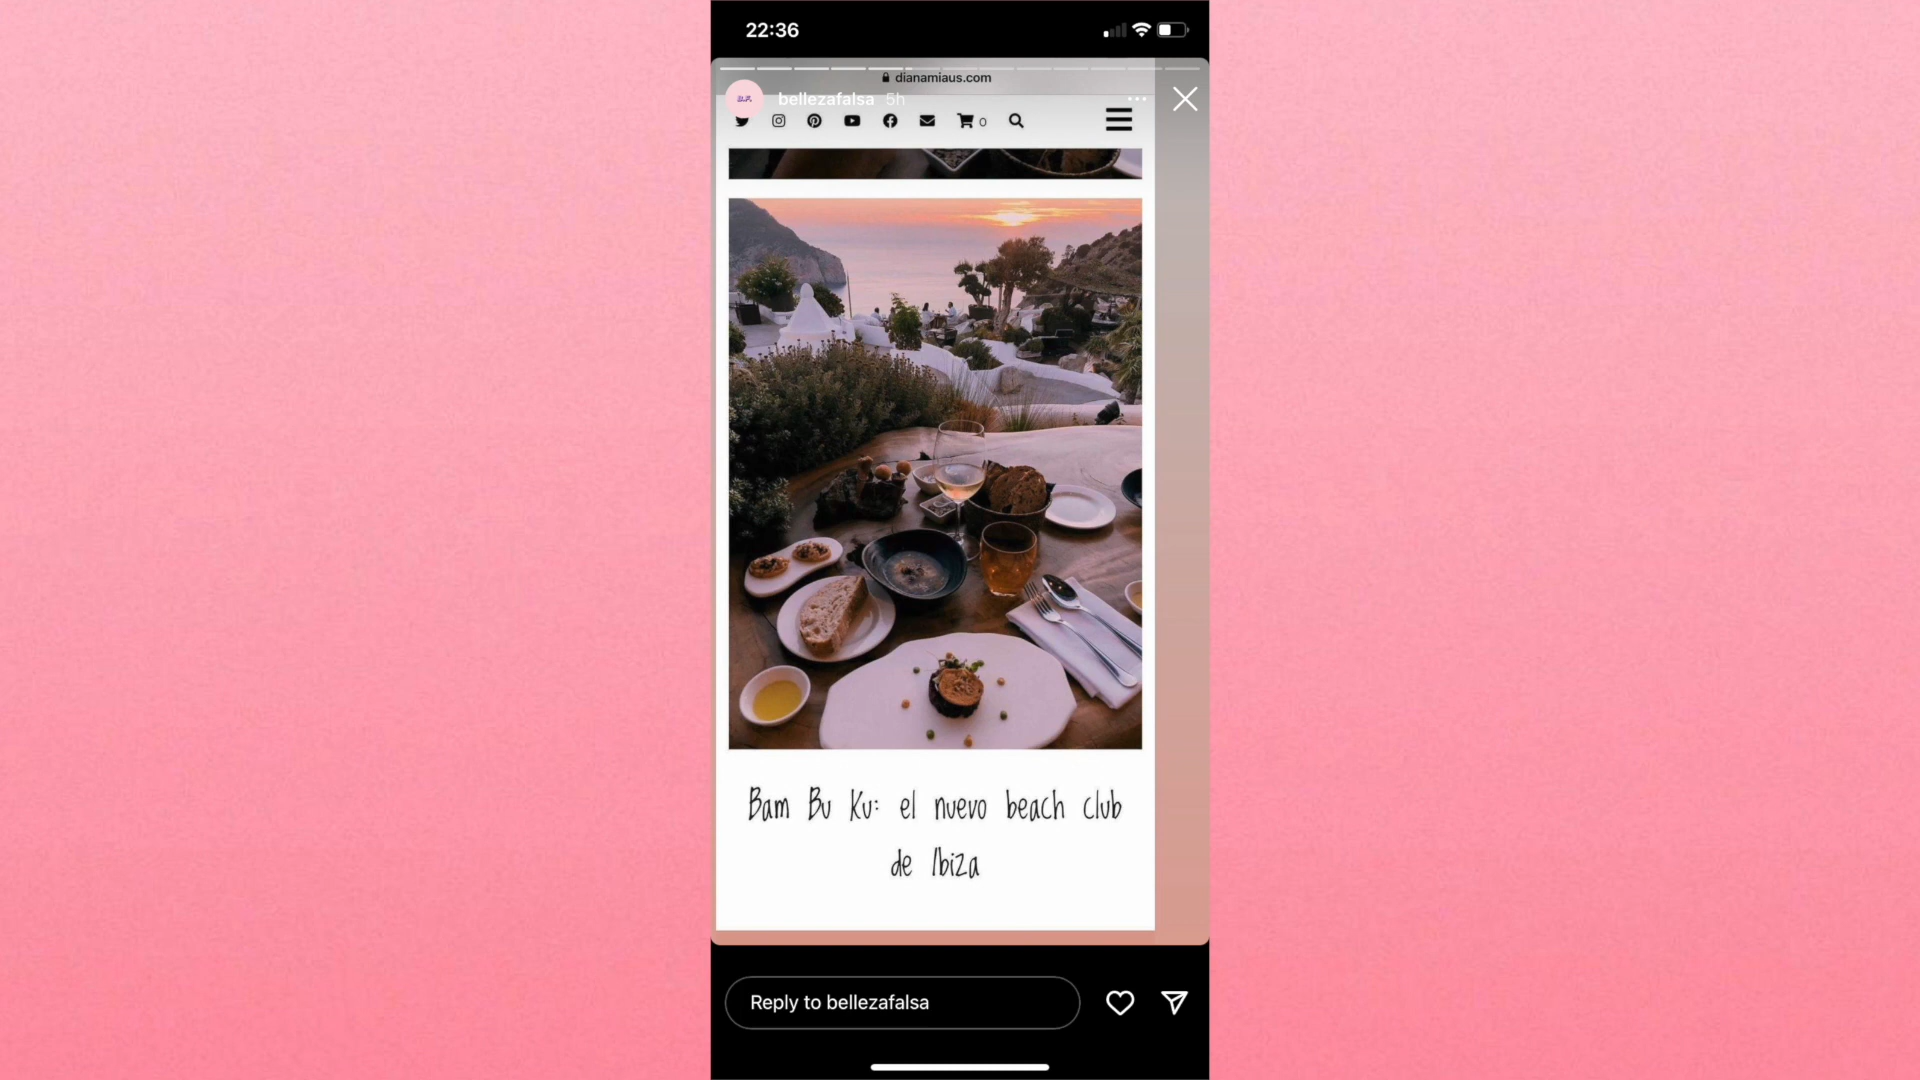 22:36
dianamiaus.com
B.F.
bellezafalsa 5h
0
Bam Bu Ku: el nuevo beach club
de Ibiza
Reply to bellezafalsa